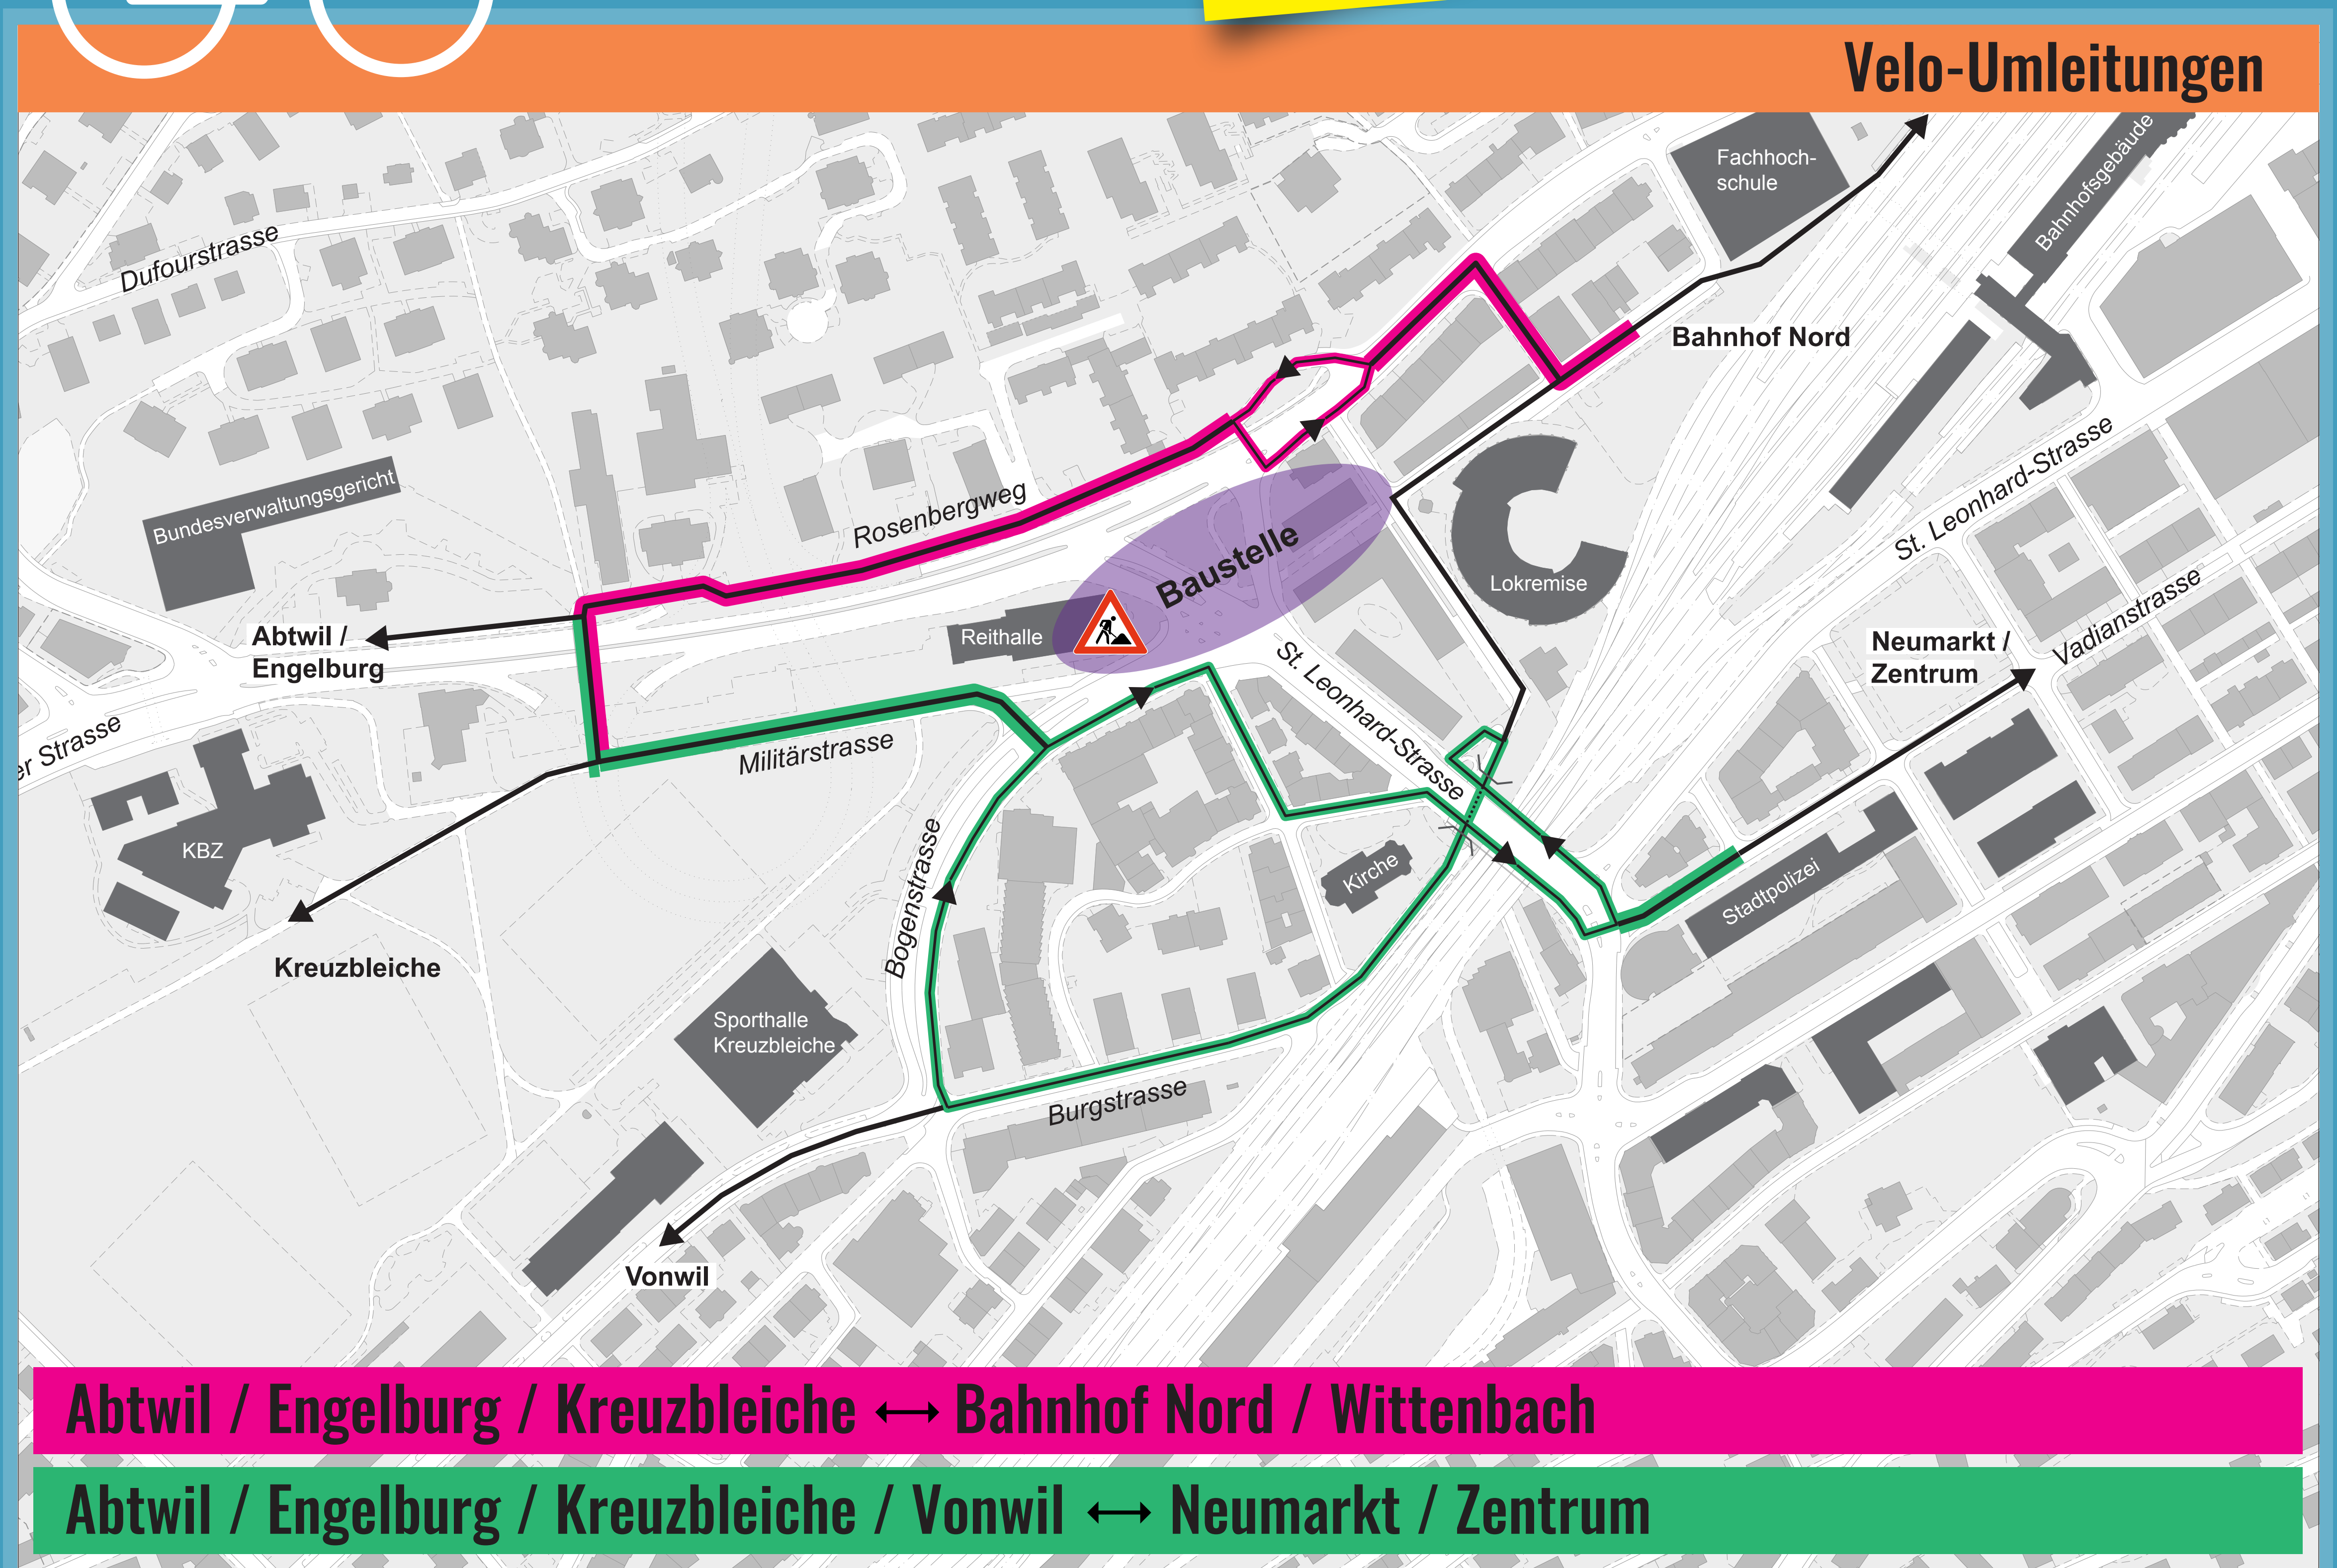 Velo-Umleitungen
Fachhoch-
schule
Bahnhofsgebäude
Dufourstrasse
Bahnhof Nord
St. Leonhard-Strasse
Bundesverwaltungsgericht
Rosenbergweg
Baustelle
Lokremise
Abtwil /
Engelburg
Reithalle
Neumarkt /
Zentrum
Vadianstrasse
St. Leonhard-Strasse
er Strasse
Militärstrasse
KBZ
Bogenstrasse
Kirche
Stadtpolizei
Kreuzbleiche
Sporthalle
Kreuzbleiche
Burgstrasse
Vonwil
Abtwil / Engelburg / Kreuzbleiche ↔ Bahnhof Nord / Wittenbach
Abtwil / Engelburg / Kreuzbleiche / Vonwil ↔ Neumarkt / Zentrum